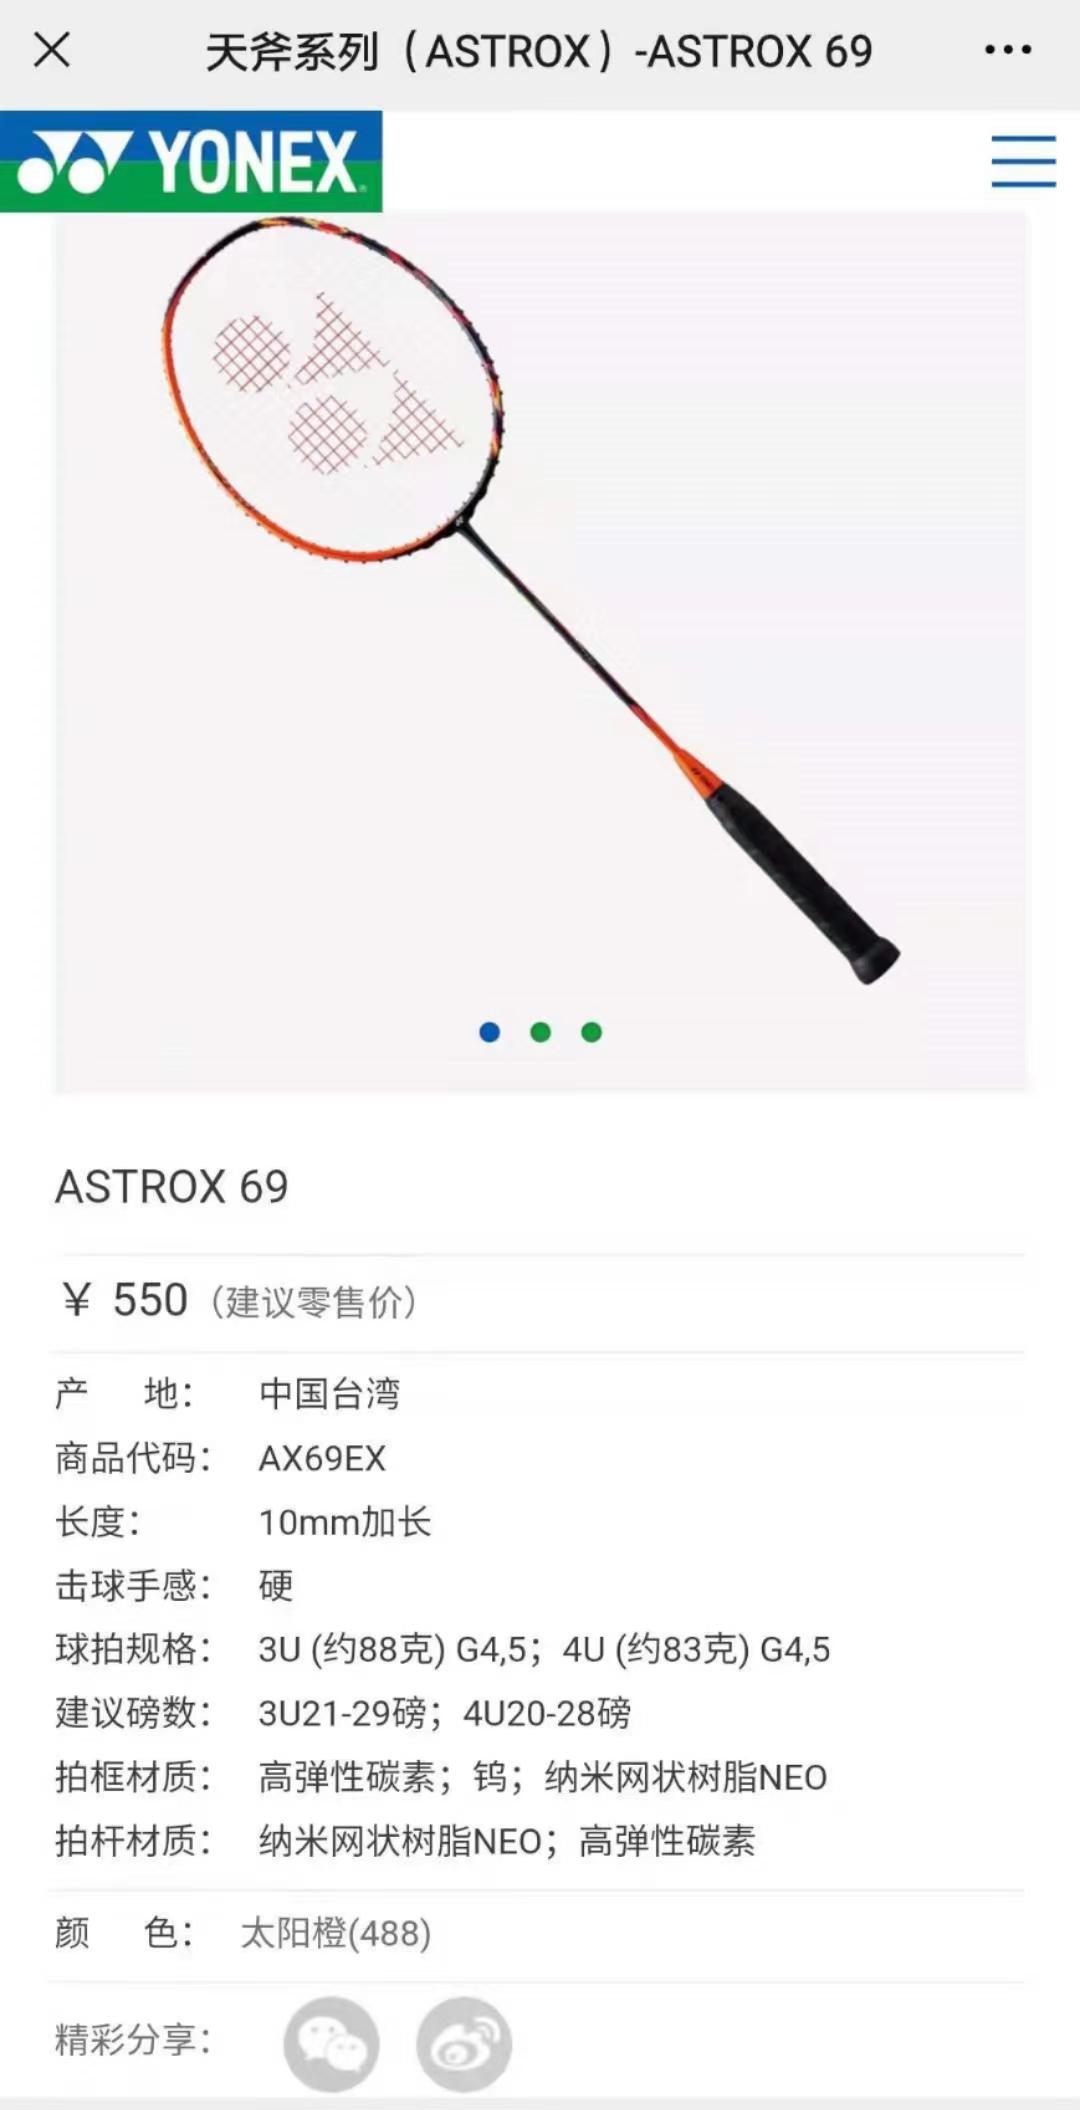 天斧系列（ASTROX）-ASTROX 69
YONEX
ASTROX 69
￥ 550（建议零售价）
产 地： 中国台湾
商品代码： AX69EX
长度： 10mm加长
击球手感： 硬
球拍规格： 3U (约88克) G4,5；4U (约83克) G4,5
建议磅数： 3U21-29磅；4U20-28磅
拍框材质： 高弹性碳素；钨；纳米网状树脂NEO
拍杆材质： 纳米网状树脂NEO；高弹性碳素
颜 色： 太阳橙(488)
精彩分享：